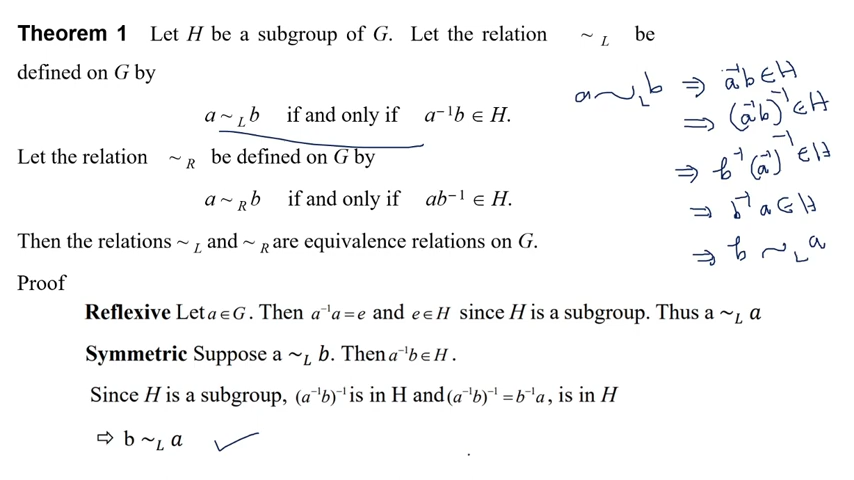 Theorem 1 Let H be a subgroup of G. Let the relation ~ L be
defined on G by
a ~ L b if and only if a⁻¹b ∈ H.
Let the relation ~ R be defined on G by
a ~ R b if and only if ab⁻¹ ∈ H.
Then the relations ~ L and ~ R are equivalence relations on G.
Proof
Reflexive Let a ∈ G. Then a⁻¹a = e and e ∈ H since H is a subgroup. Thus a ~L a
Symmetric Suppose a ~L b. Then a⁻¹b ∈ H.
Since H is a subgroup, (a⁻¹b)⁻¹ is in H and (a⁻¹b)⁻¹ = b⁻¹a, is in H
⇨ b ~L a
a ~L b ⇒ a⁻¹b ∈ H
⇒ (a⁻¹b)⁻¹ ∈ H
⇒ b⁻¹(a⁻¹)⁻¹ ∈ H
⇒ b⁻¹a ∈ H
⇒ b ~L a